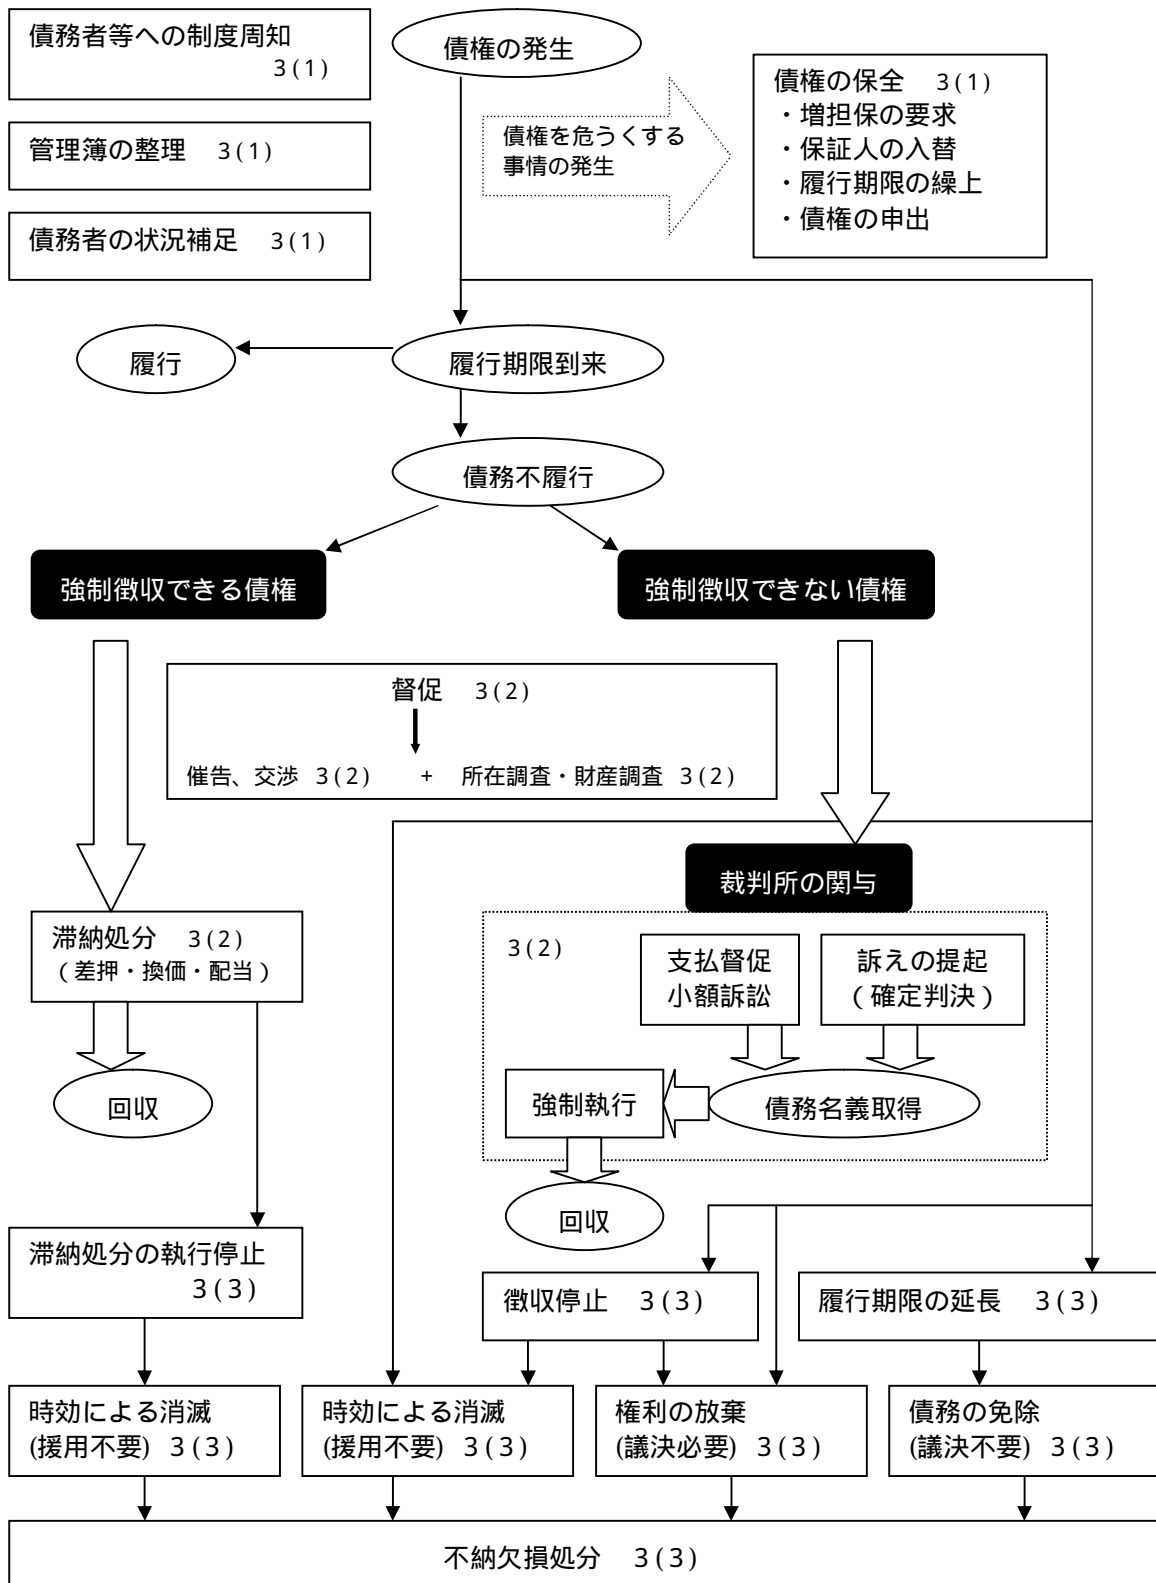 債務者等への制度周知
3(1)
債権の発生
管理簿の整理 3(1)
債務者の状況補足 3(1)
債権を危うくする
事情の発生
債権の保全 3(1)
・増担保の要求
・保証人の入替
・履行期限の繰上
・債権の申出
履行
履行期限到来
債務不履行
強制徴収できる債権
強制徴収できない債権
督促 3(2)
催告、交渉 3(2) + 所在調査・財産調査 3(2)
裁判所の関与
滞納処分 3(2)
(差押・換価・配当)
回収
3(2)
支払督促
小額訴訟
訴えの提起
(確定判決)
強制執行
債務名義取得
回収
滞納処分の執行停止
3(3)
徴収停止 3(3)
履行期限の延長 3(3)
時効による消滅
(援用不要) 3(3)
時効による消滅
(援用不要) 3(3)
権利の放棄
(議決必要) 3(3)
債務の免除
(議決不要) 3(3)
不納欠損処分 3(3)